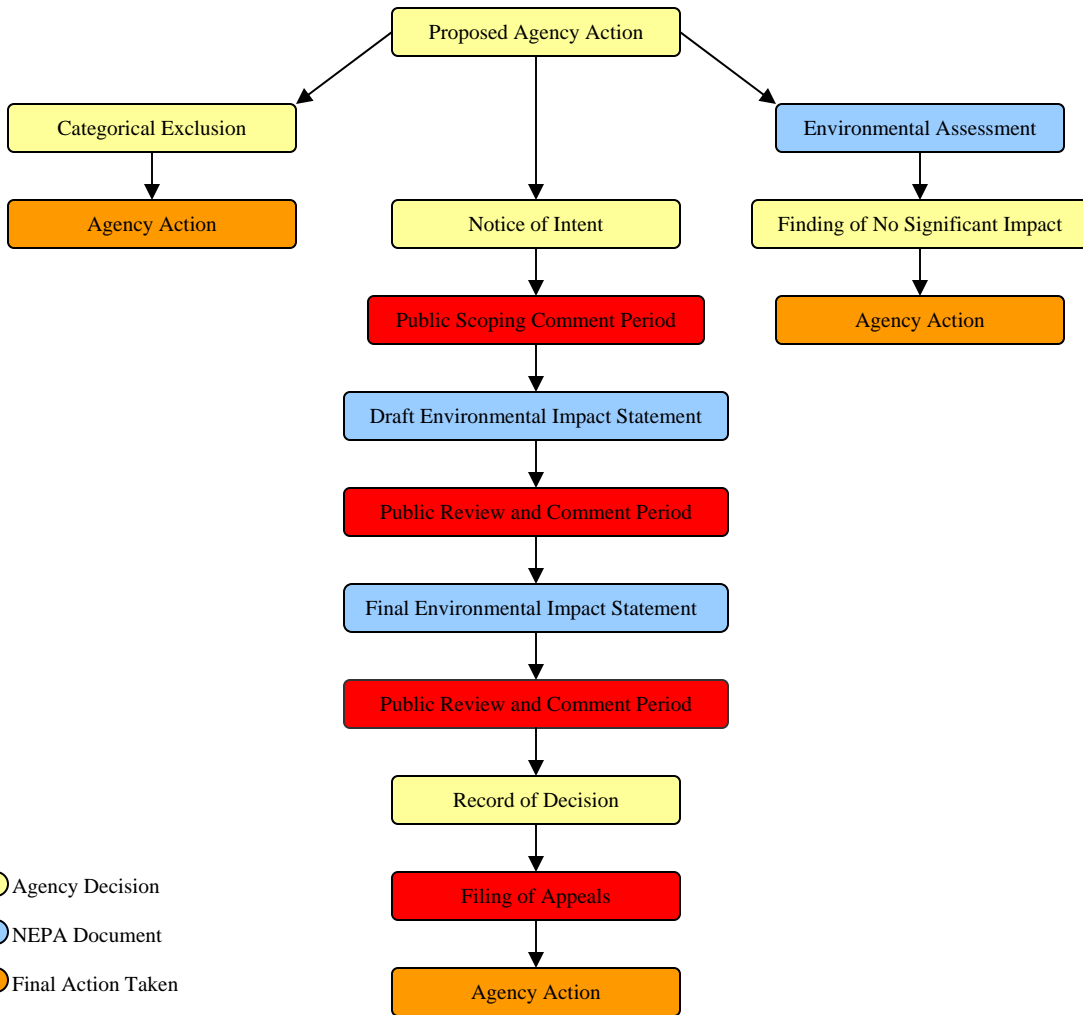 Proposed Agency Action
Categorical Exclusion
Environmental Assessment
Agency Action
Notice of Intent
Finding of No Significant Impact
Public Scoping Comment Period
Agency Action
Draft Environmental Impact Statement
Public Review and Comment Period
Final Environmental Impact Statement
Public Review and Comment Period
Record of Decision
Filing of Appeals
Agency Action
Agency Decision
NEPA Document
Final Action Taken